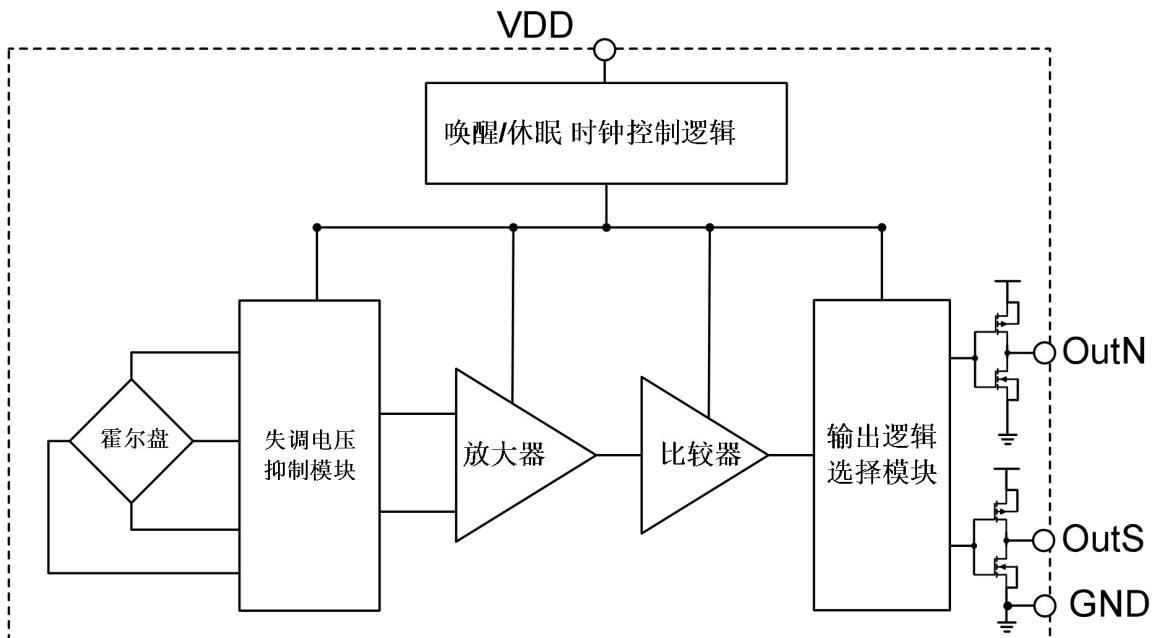 VDD
唤醒/休眠 时钟控制逻辑
霍尔盘
失调电压
抑制模块
放大器
比较器
输出逻辑
选择模块
OutN
OutS
GND